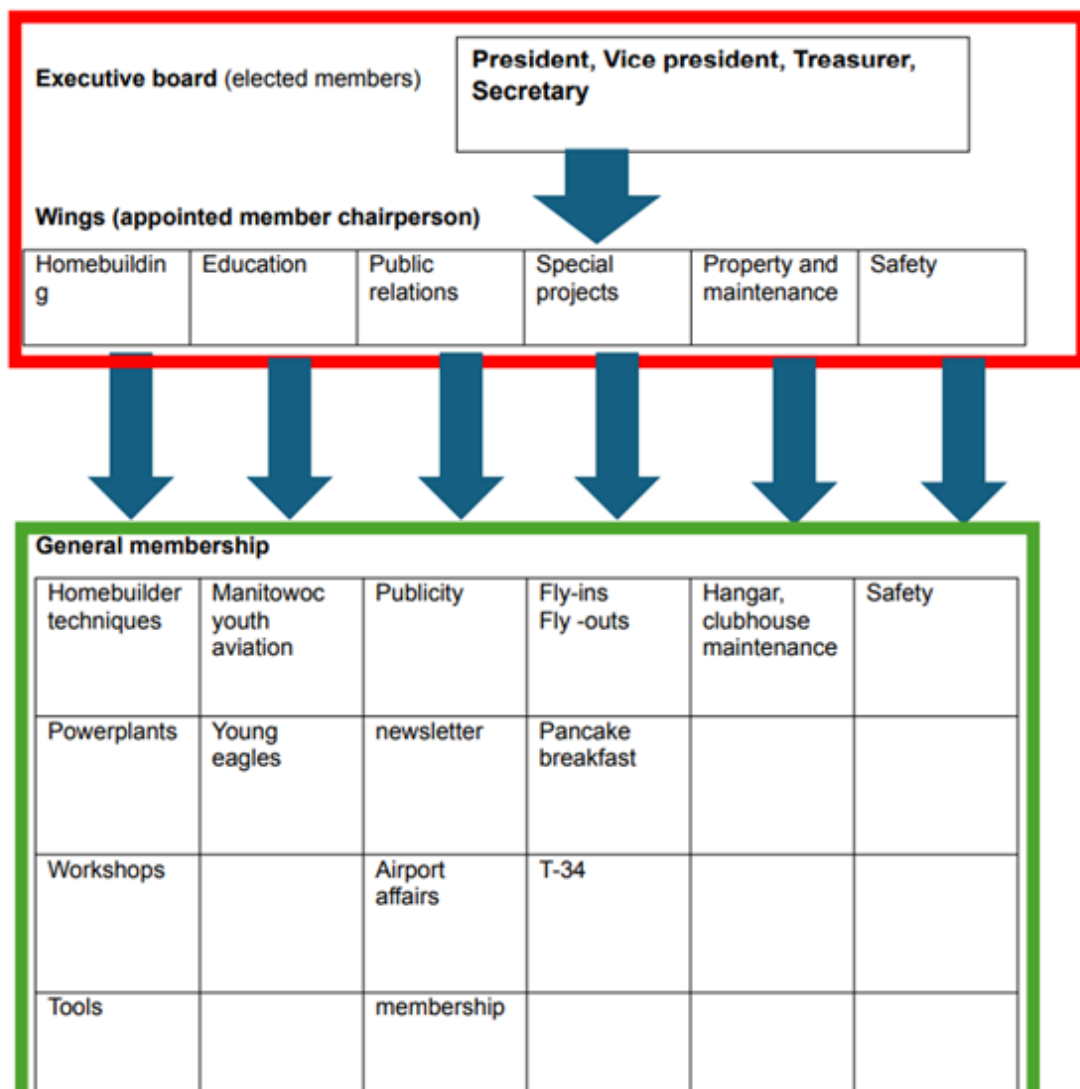 President, Vice president, Treasurer,
Executive board (elected members)
Secretary
Wings (appointed member chairperson)
Homebuildin
g
Education
Public
relations
Special
projects
Property and
maintenance
Safety
General membership
Homebuilder
techniques
Manitowoc
youth
aviation
Publicity
Fly-ins
Fly -outs
Hangar,
clubhouse
maintenance
Safety
Powerplants
Young
eagles
newsletter
Pancake
breakfast
Workshops
Airport
affairs
T-34
Tools
membership